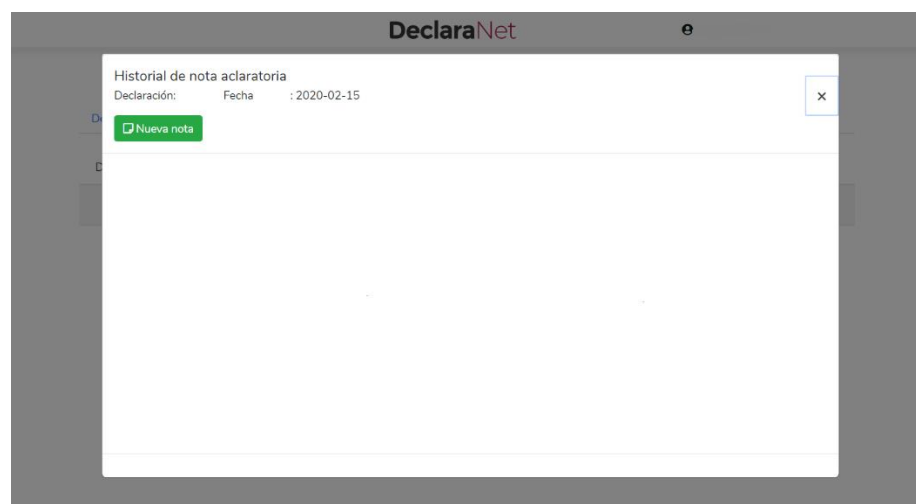 DeclaraNet
Historial de nota aclaratoria
Declaración: Fecha : 2020-02-15
Nueva nota